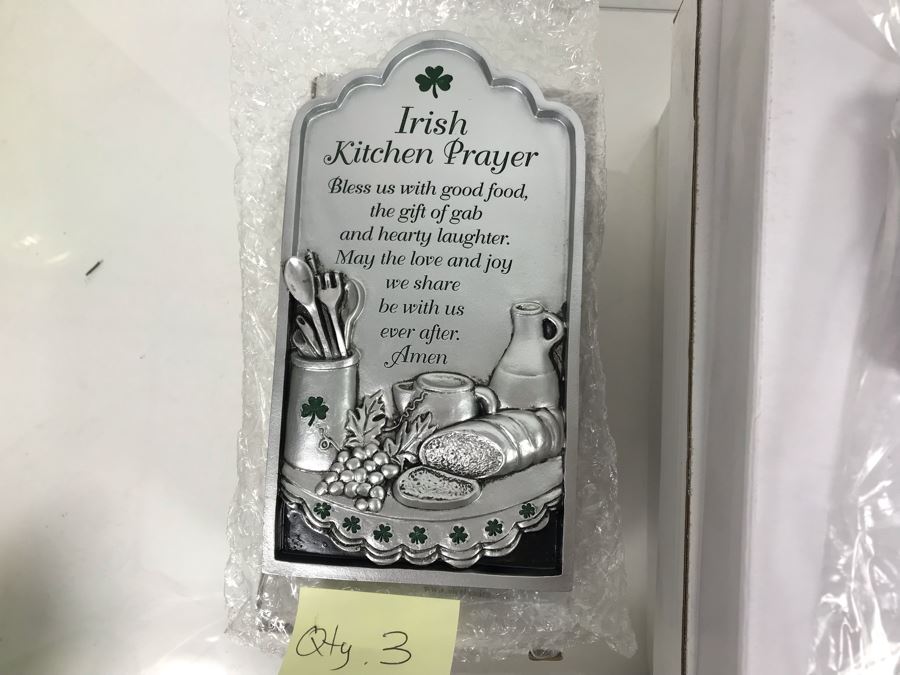 Irish
Kitchen Prayer
Bless us with good food,
the gift of gab
and hearty laughter.
May the love and joy
we share
be with us
ever after.
Amen
Qty. 3